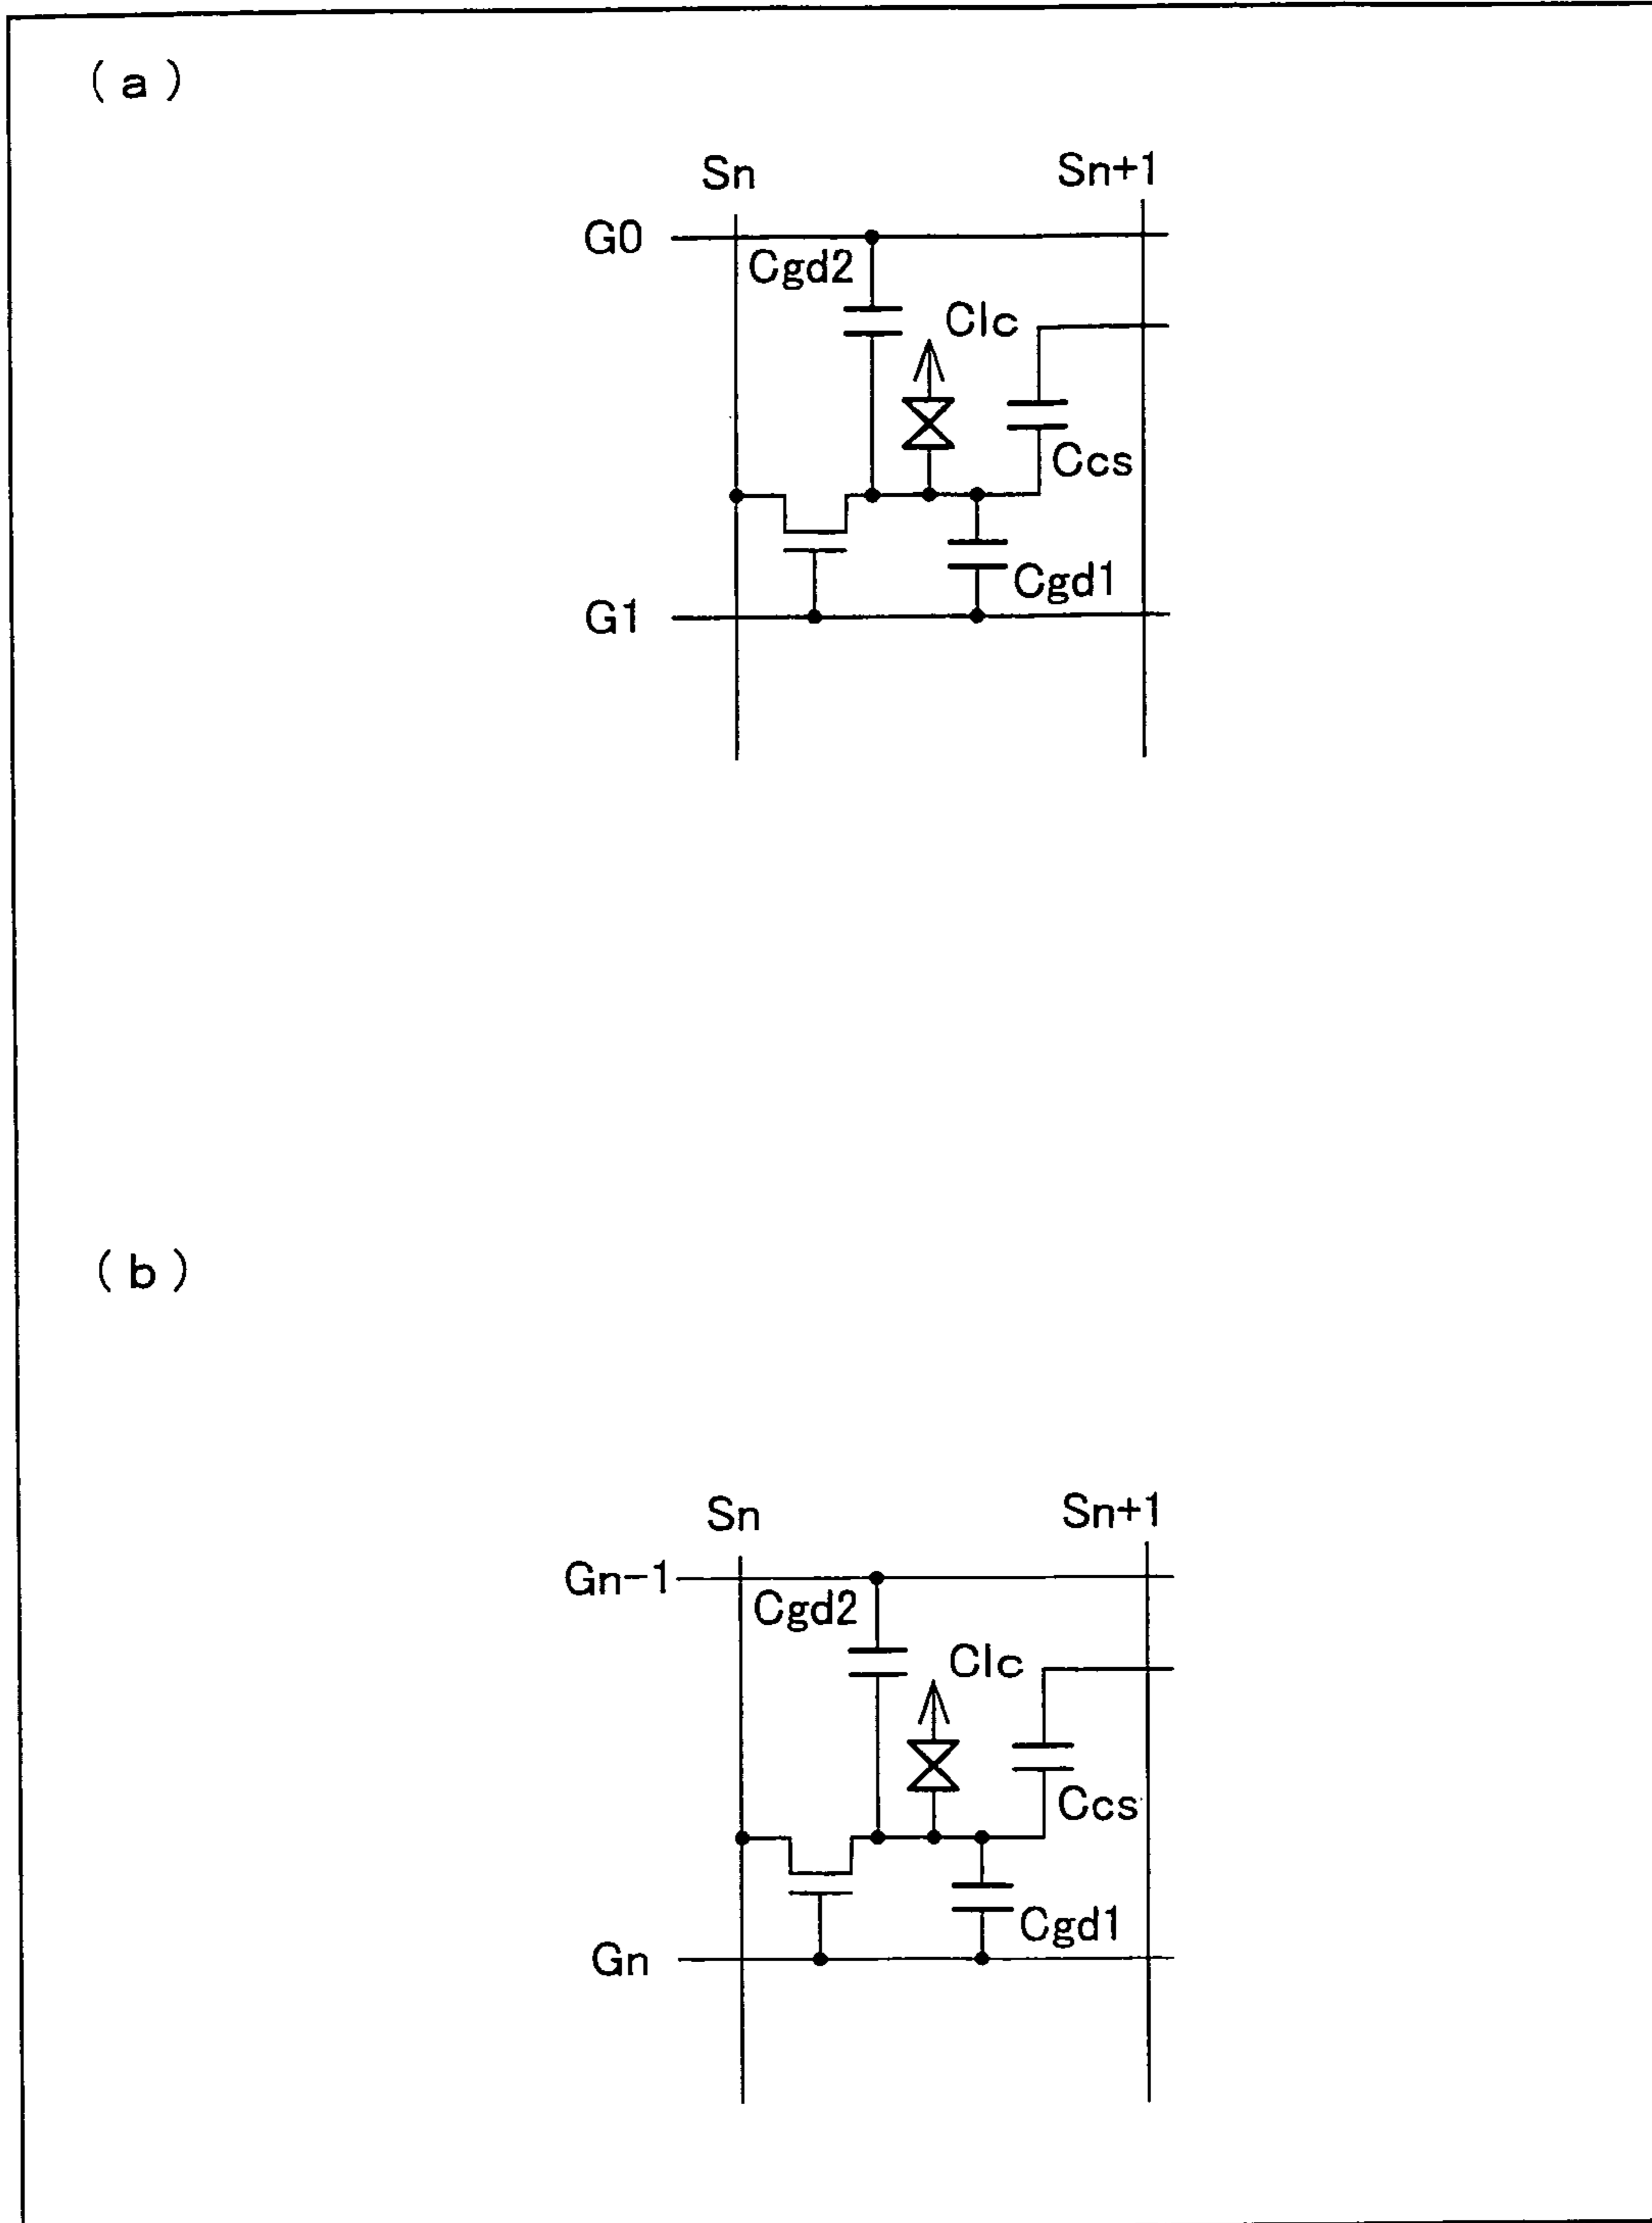 (a)
Sn
Sn+1
G0
Cgd2
Clc
Ccs
Cgd1
G1
(b)
Sn
Sn+1
Gn-1
Cgd2
Clc
Ccs
Cgd1
Gn